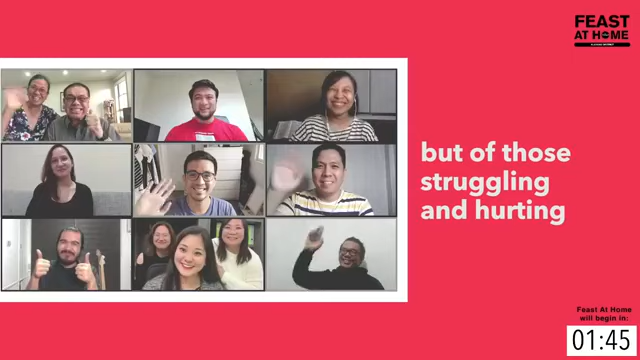 FEAST
AT HOME
but of those
struggling
and hurting
Feast At Home
will begin in:
01:45